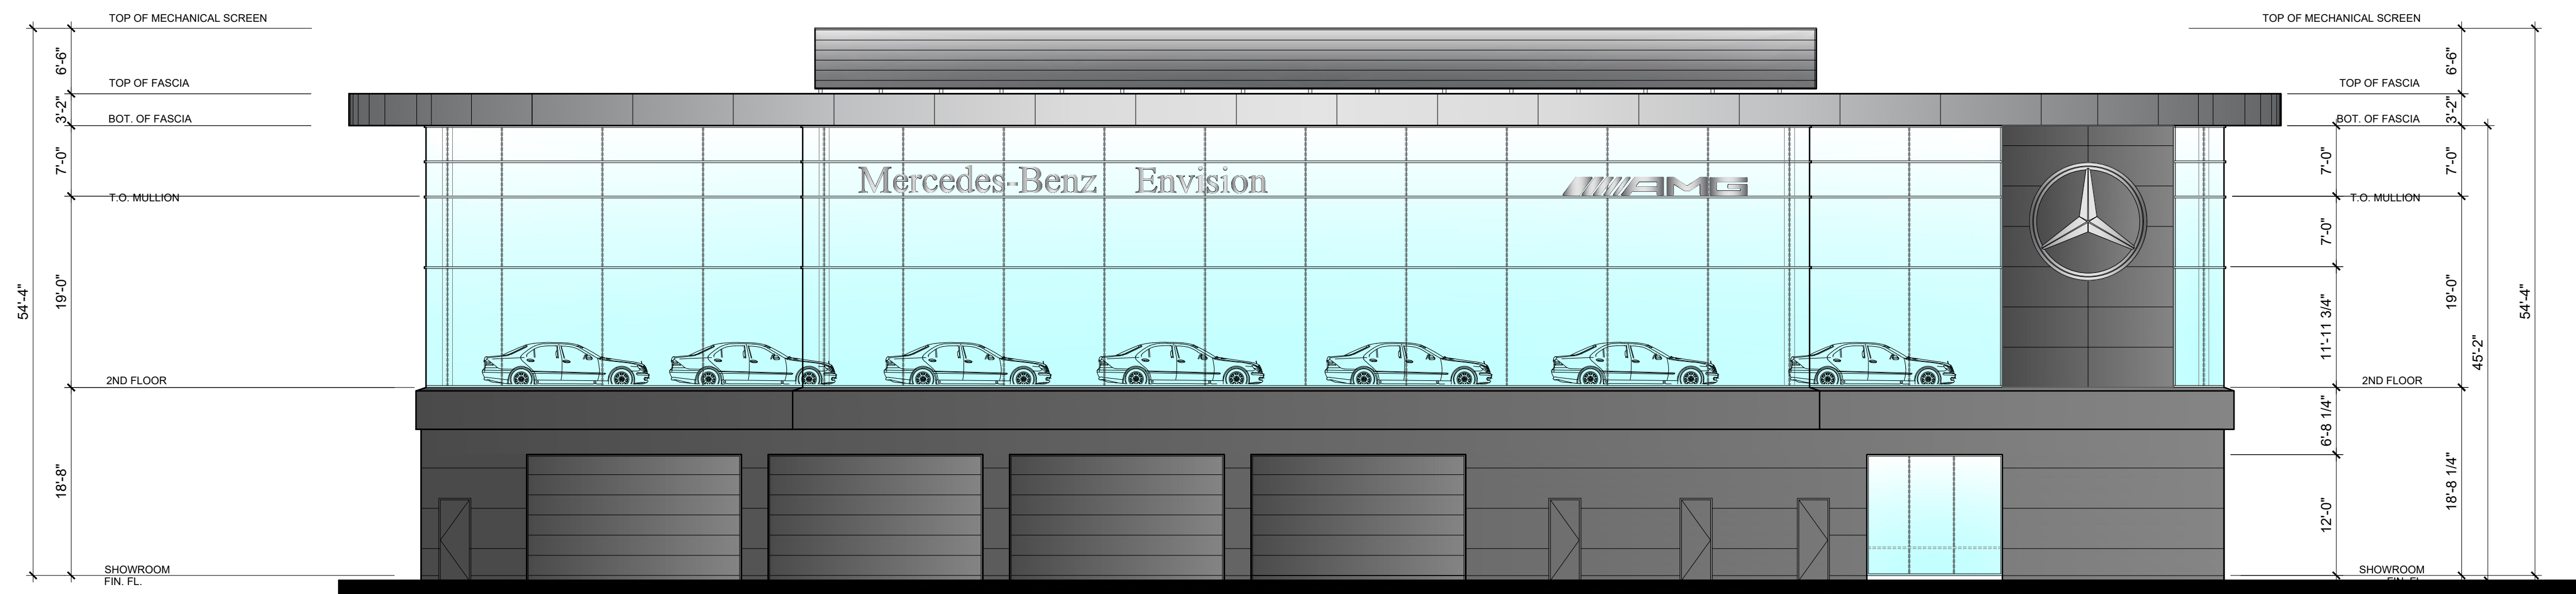 TOP OF MECHANICAL SCREEN
TOP OF MECHANICAL SCREEN
6'-6"
6'-6"
TOP OF FASCIA
TOP OF FASCIA
3'-2"
3'-2"
BOT. OF FASCIA
BOT. OF FASCIA
7'-0"
7'-0"
7'-0"
Mercedes-Benz Envision
AMG
T.O. MULLION
T.O. MULLION
7'-0"
54'-4"
19'-0"
19'-0"
54'-4"
11'-11 3/4"
45'-2"
2ND FLOOR
2ND FLOOR
6'-8 1/4"
18'-8"
18'-8 1/4"
12'-0"
SHOWROOM
FIN. FL.
SHOWROOM
FIN. FL.